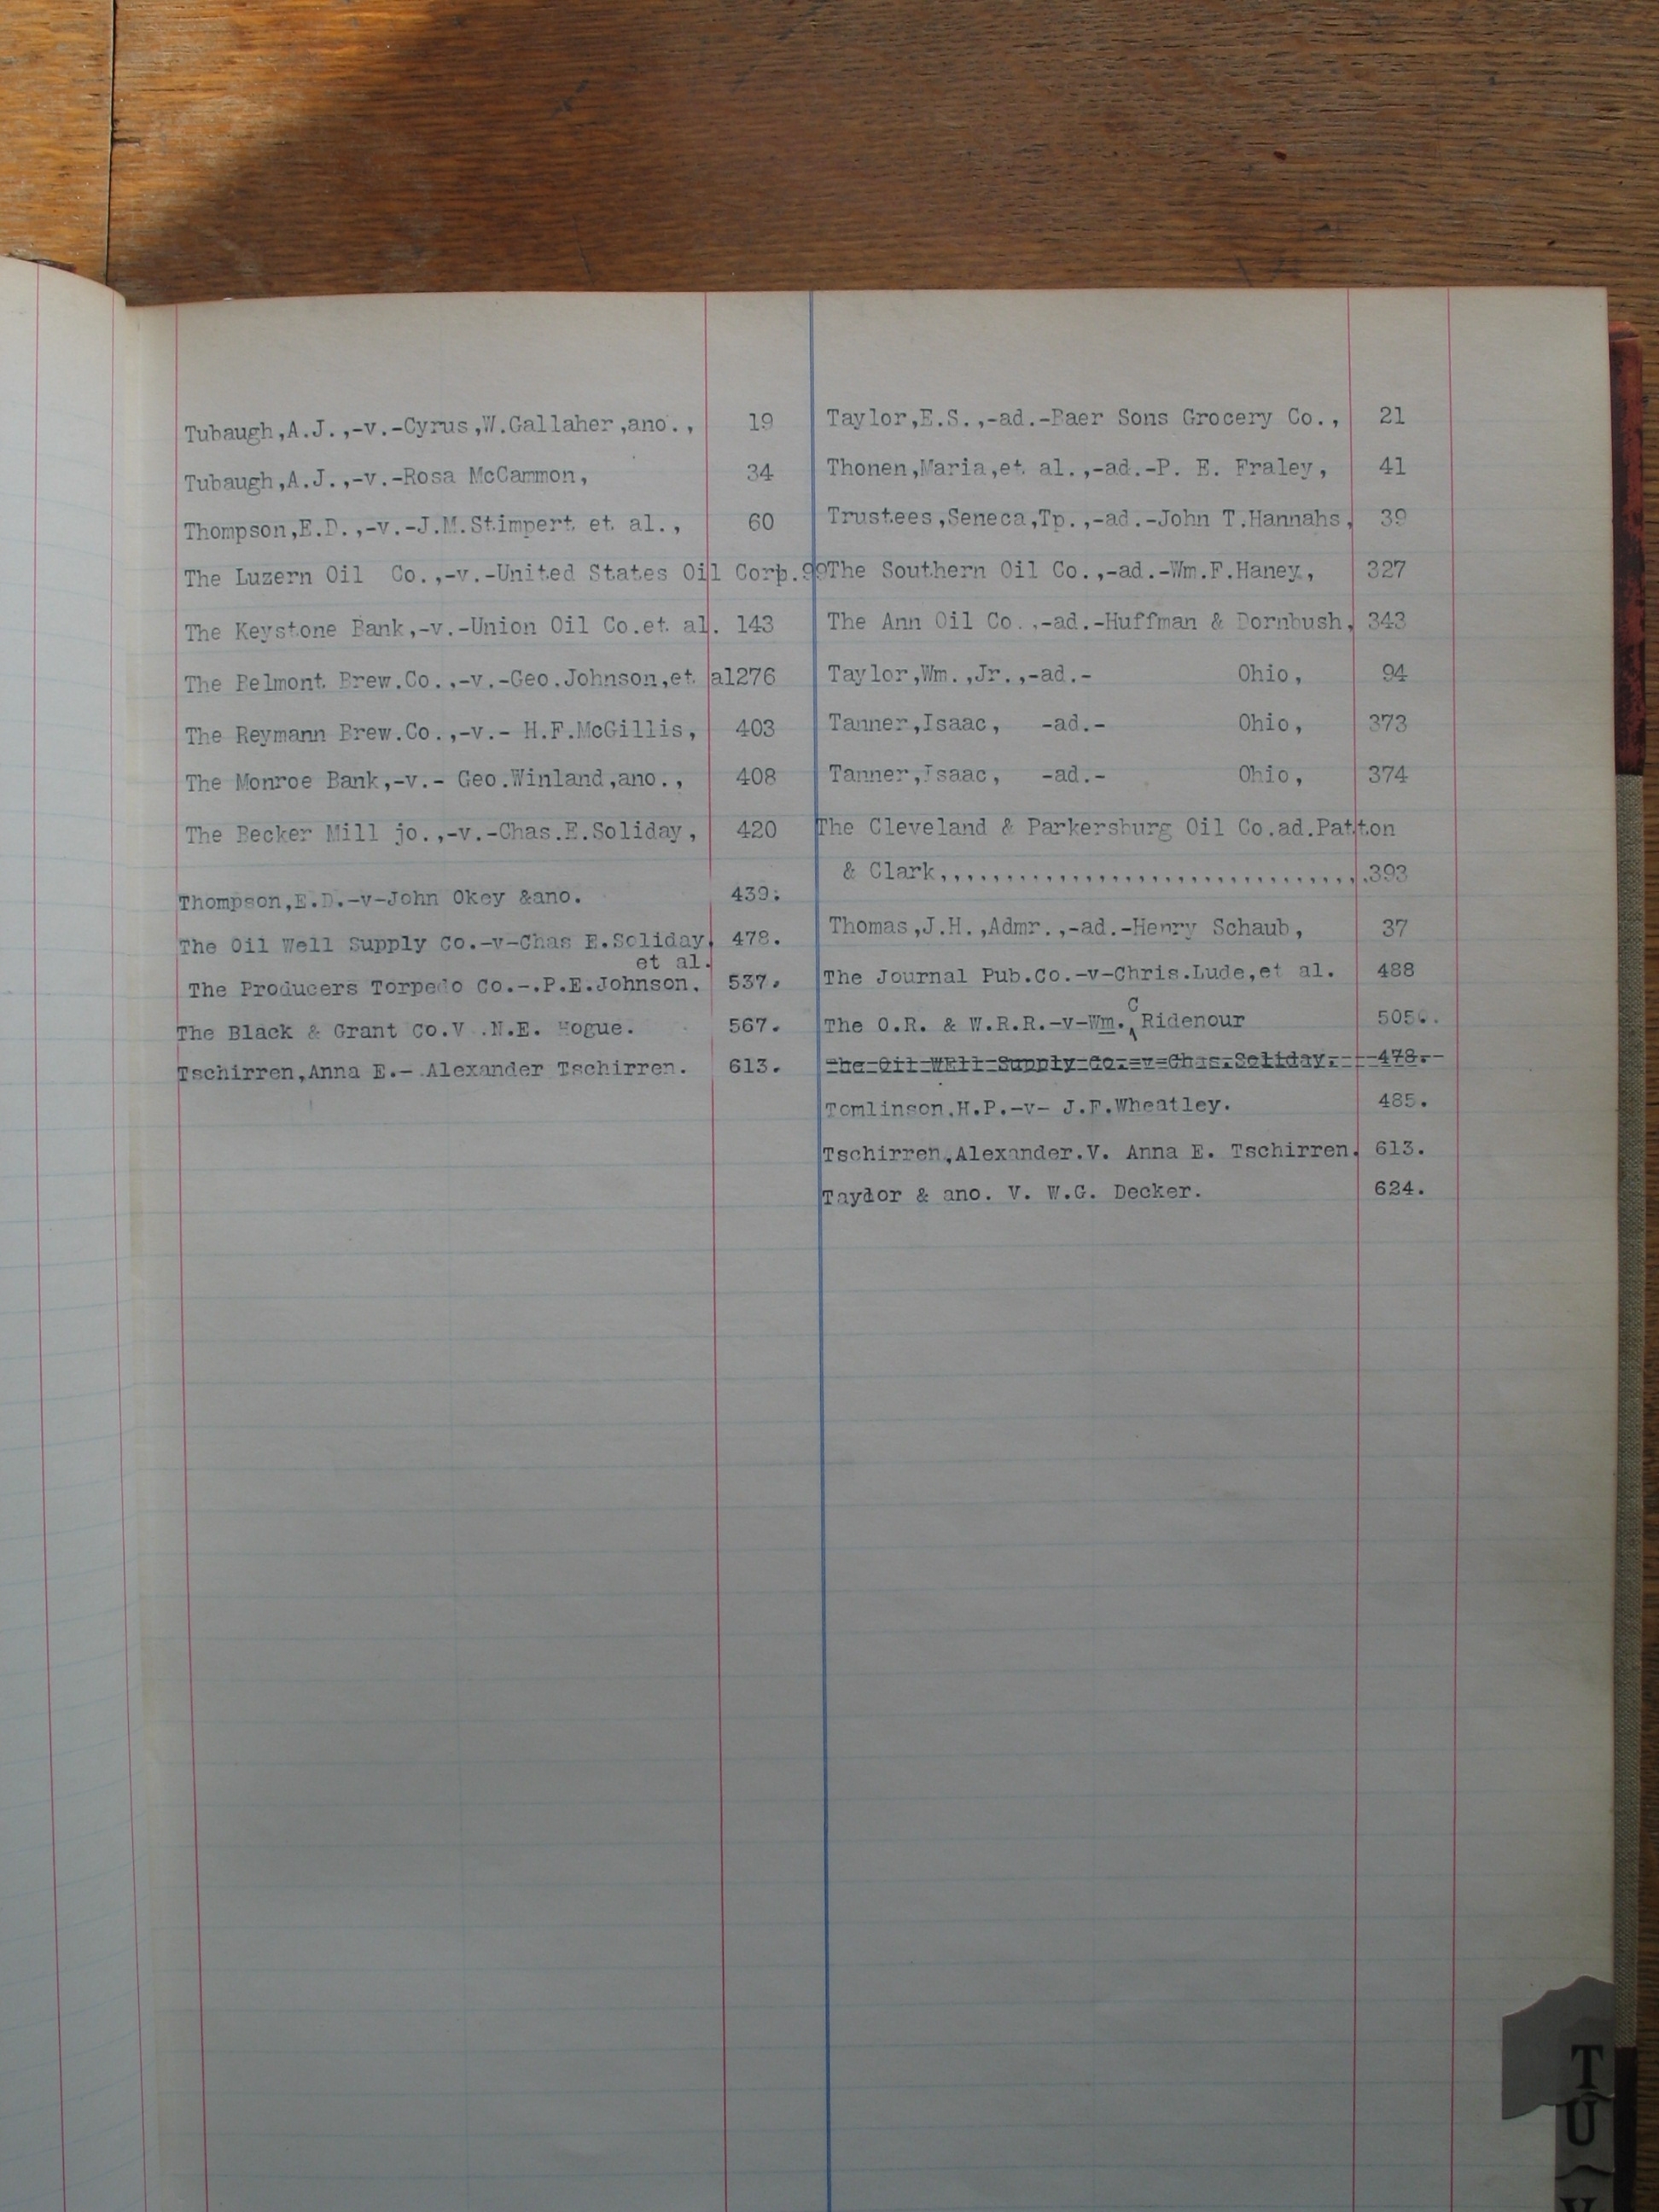 Tubaugh,A.J.,-v.-Cyrus,W.Gallaher,ano., 19
Tubaugh,A.J.,-v.-Rosa McCammon, 34
Thompson,E.D.,-v.-J.M.Stimpert et al., 60
The Luzern Oil Co.,-v.-United States Oil Corp.99
The Keystone Bank,-v.-Union Oil Co.et al. 143
The Belmont Brew.Co.,-v.-Geo.Johnson,et al276
The Reymann Brew.Co.,-v.- H.F.McGillis, 403
The Monroe Bank,-v.- Geo.Winland,ano., 408
The Becker Mill jo.,-v.-Chas.E.Soliday, 420
Thompson,E.D.-v-John Okey &ano. 439.
The Oil Well Supply Co.-v-Chas E.Soliday. 478.
et al.
The Producers Torpedo Co.-.P.E.Johnson. 537.
The Black & Grant Co.V .N.E. Hogue. 567.
Tschirren,Anna E.- Alexander Tschirren. 613.
Taylor,E.S.,-ad.-Baer Sons Grocery Co., 21
Thonen,Maria,et al.,-ad.-P. E. Fraley, 41
Trustees,Seneca,Tp.,-ad.-John T.Hannahs, 39
The Southern Oil Co.,-ad.-Wm.F.Haney, 327
The Ann Oil Co.,-ad.-Huffman & Dornbush, 343
Taylor,Wm.,Jr.,-ad.- Ohio, 94
Tanner,Isaac, -ad.- Ohio, 373
Tanner,Isaac, -ad.- Ohio, 374
The Cleveland & Parkersburg Oil Co.ad.Patton
& Clark,,,,,,,,,,,,,,,,,,,,,,,,,,,,,,,,.393
Thomas,J.H.,Admr.,-ad.-Henry Schaub, 37
The Journal Pub.Co.-v-Chris.Lude,et al. 488
The O.R. & W.R.R.-v-Wm. C Ridenour 505.
The Oil WEll Supply Co.-v-Chas.Soliday. 478.
Tomlinson,H.P.-v- J.F.Wheatley. 485.
Tschirren,Alexander.V. Anna E. Tschirren. 613.
Taylor & ano. V. W.G. Decker. 624.
T
U
V